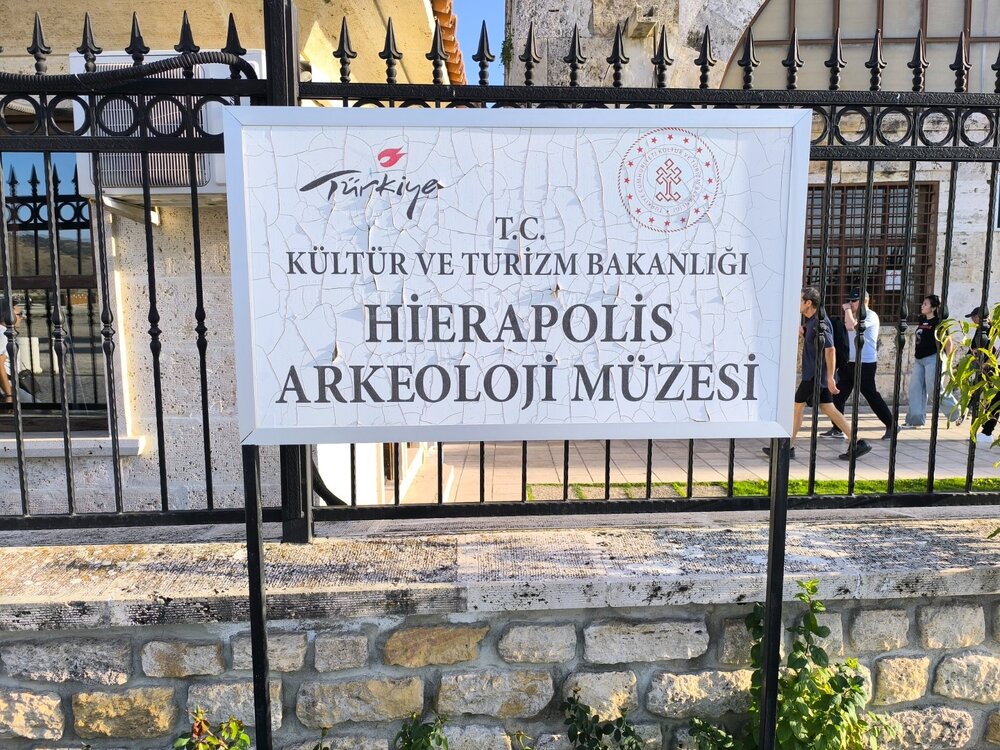 Türkiye
T.C.
KÜLTÜR VE TURİZM BAKANLIĞI
HİERAPOLİS
ARKEOLOJİ MÜZESİ